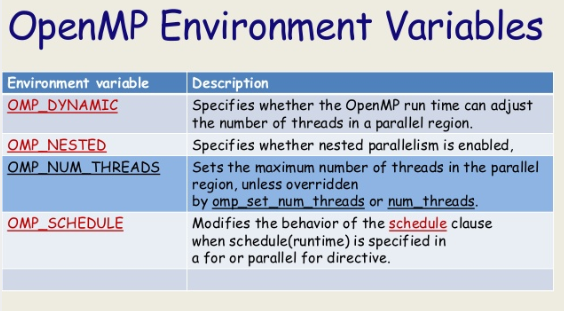 OpenMP Environment Variables
Environment variable Description
OMP_DYNAMIC Specifies whether the OpenMP run time can adjust
the number of threads in a parallel region.
OMP_NESTED Specifies whether nested parallelism is enabled,
OMP_NUM_THREADS Sets the maximum number of threads in the parallel
region, unless overridden
by omp_set_num_threads or num_threads.
OMP_SCHEDULE Modifies the behavior of the schedule clause
when schedule(runtime) is specified in
a for or parallel for directive.